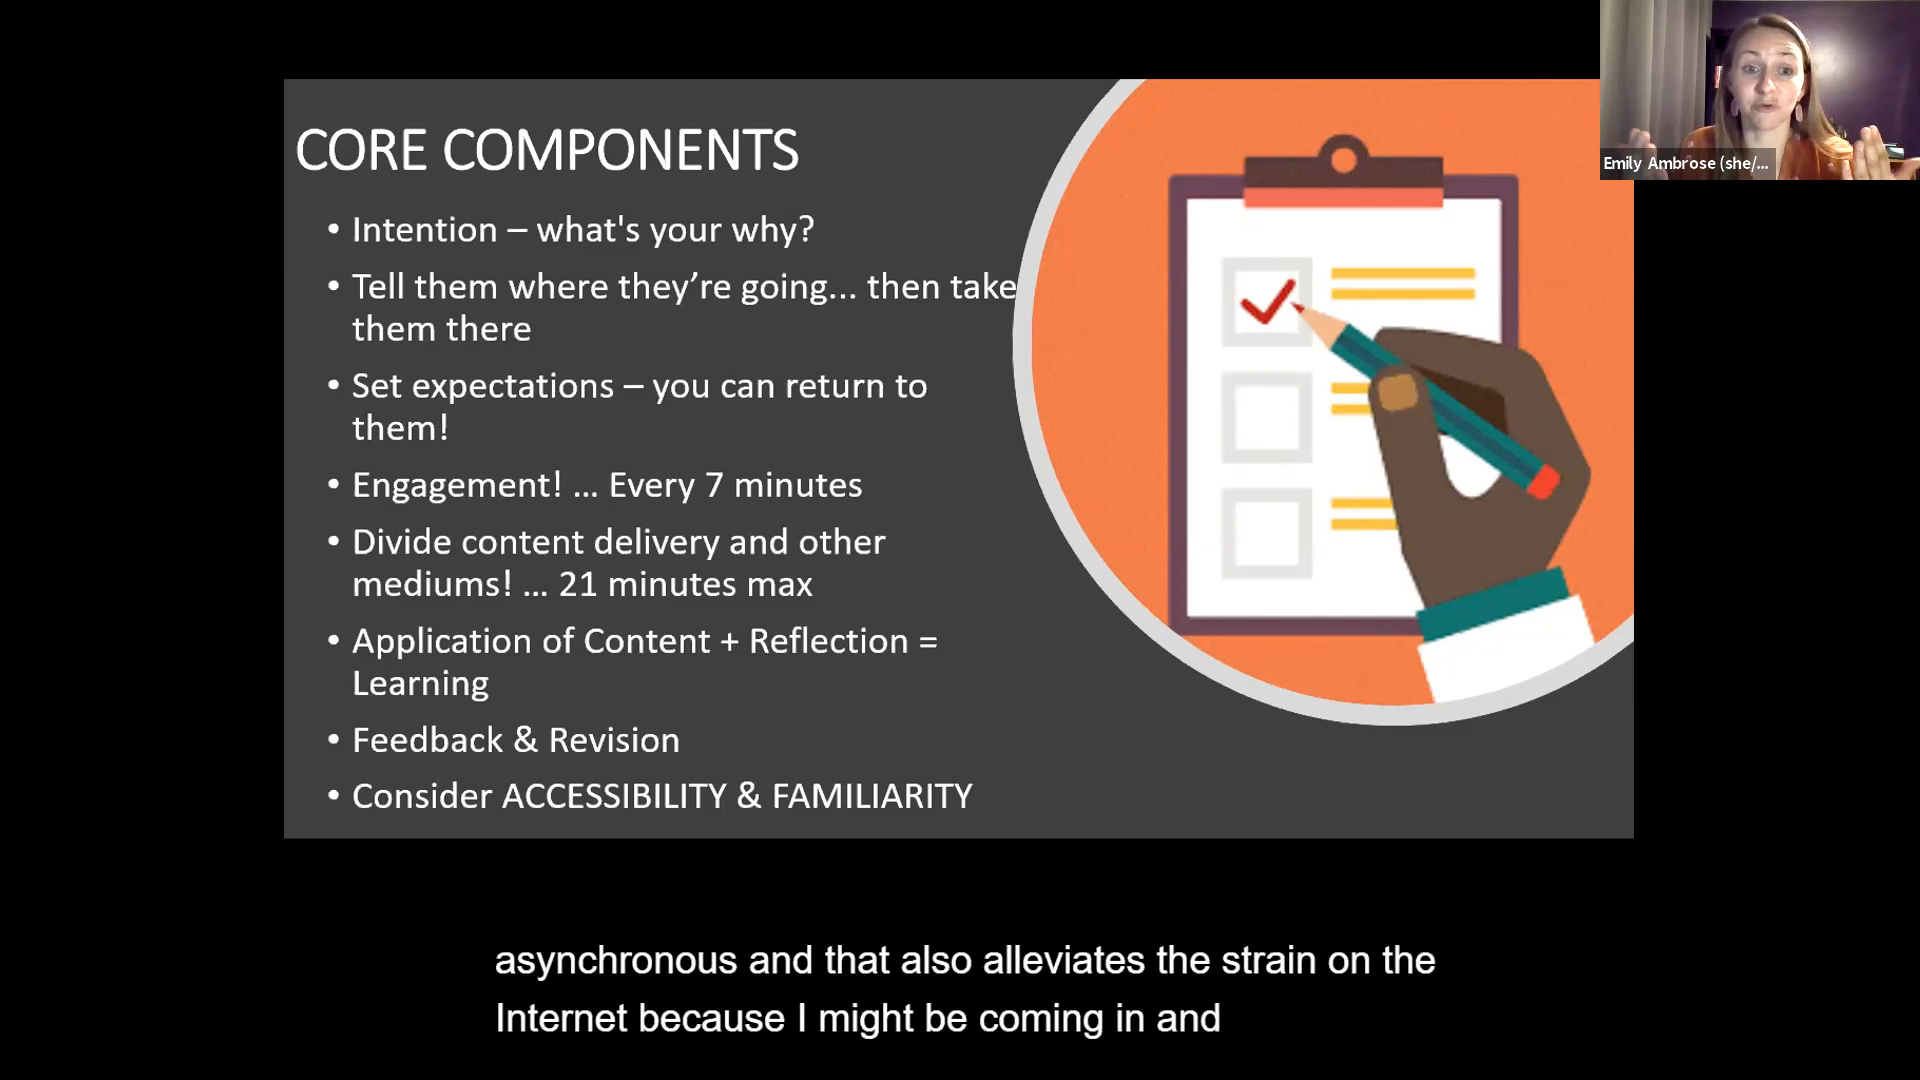 Emily Ambrose (she/...
CORE COMPONENTS
• Intention – what's your why?
• Tell them where they’re going... then take
them there
• Set expectations – you can return to
them!
• Engagement! ... Every 7 minutes
• Divide content delivery and other
mediums! ... 21 minutes max
• Application of Content + Reflection =
Learning
• Feedback & Revision
• Consider ACCESSIBILITY & FAMILIARITY
asynchronous and that also alleviates the strain on the
Internet because I might be coming in and